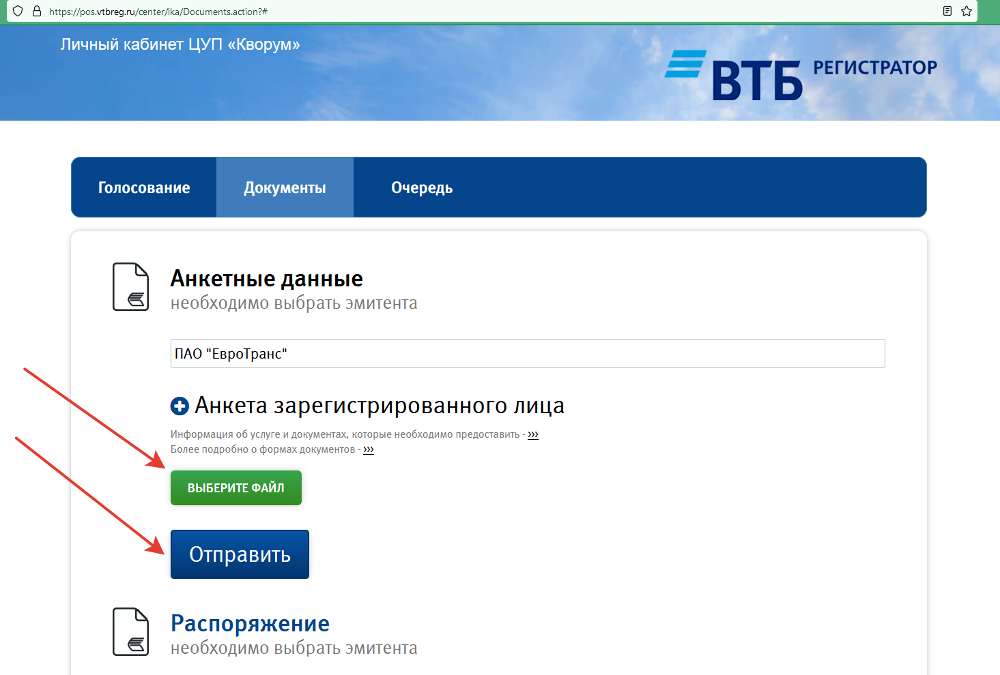 https://pos.vtbreg.ru/center/lka/Documents.action?#
Личный кабинет ЦУП «Кворум»
ВТБ РЕГИСТРАТОР
Голосование Документы Очередь
Анкетные данные
необходимо выбрать эмитента
ПАО "ЕвроТранс"
Анкета зарегистрированного лица
Информация об услуге и документах, которые необходимо предоставить - >>>
Более подробно о формах документов - >>>
ВЫБЕРИТЕ ФАЙЛ
Отправить
Распоряжение
необходимо выбрать эмитента